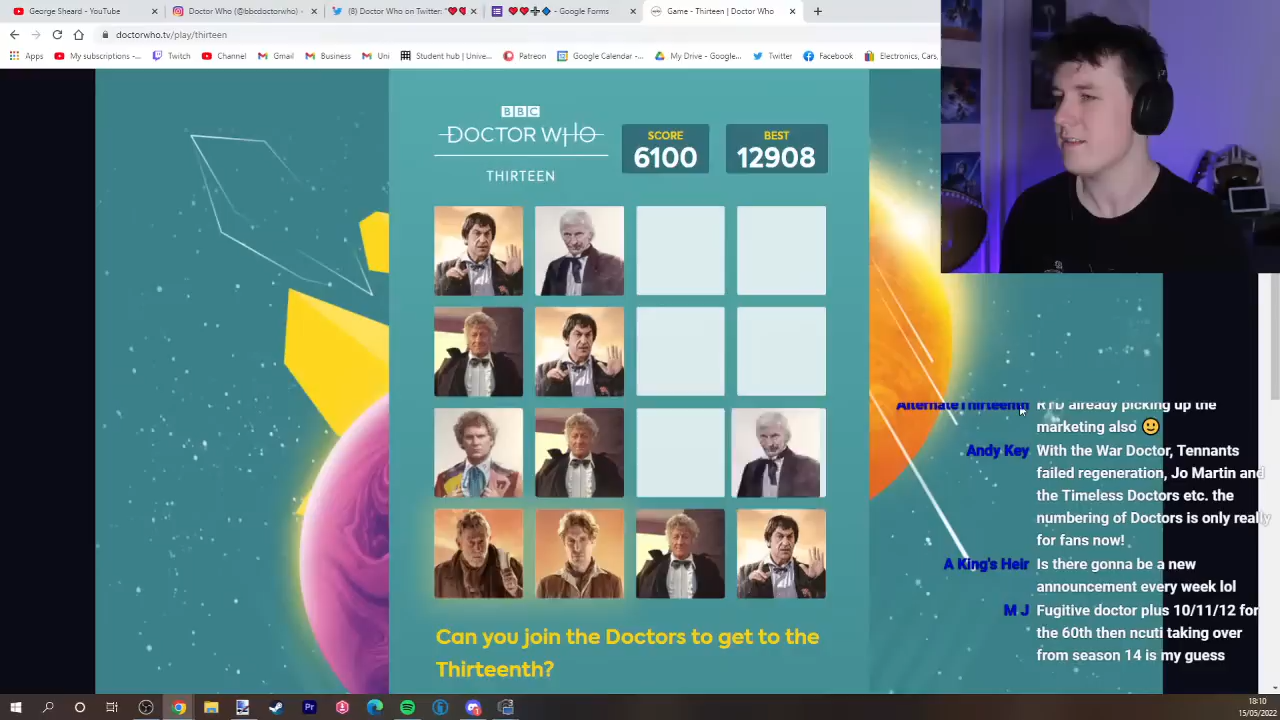 George Sheard - YouTube
Doctor Who (@bbcdoctorwho) •
(8) Doctor Who on Twitter: "❤️❤
❤❤➕🔷 - Google Forms
Game - Thirteen | Doctor Who
doctorwho.tv/play/thirteen
Apps
My subscriptions -...
Twitch
Channel
Gmail
Business
Uni
Student hub | Unive...
Patreon
Google Calendar -...
My Drive - Google...
Twitter
Facebook
Electronics, Cars,
BBC
DOCTOR WHO
THIRTEEN
SCORE
6100
BEST
12908
Can you join the Doctors to get to the
Thirteenth?
AlternateThirteenth RTD already picking up the
marketing also 🙂
Andy Key With the War Doctor, Tennants
failed regeneration, Jo Martin and
the Timeless Doctors etc. the
numbering of Doctors is only really
for fans now!
A King's Heir Is there gonna be a new
announcement every week lol
M J Fugitive doctor plus 10/11/12 for
the 60th then ncuti taking over
from season 14 is my guess
18:10
15/05/2022